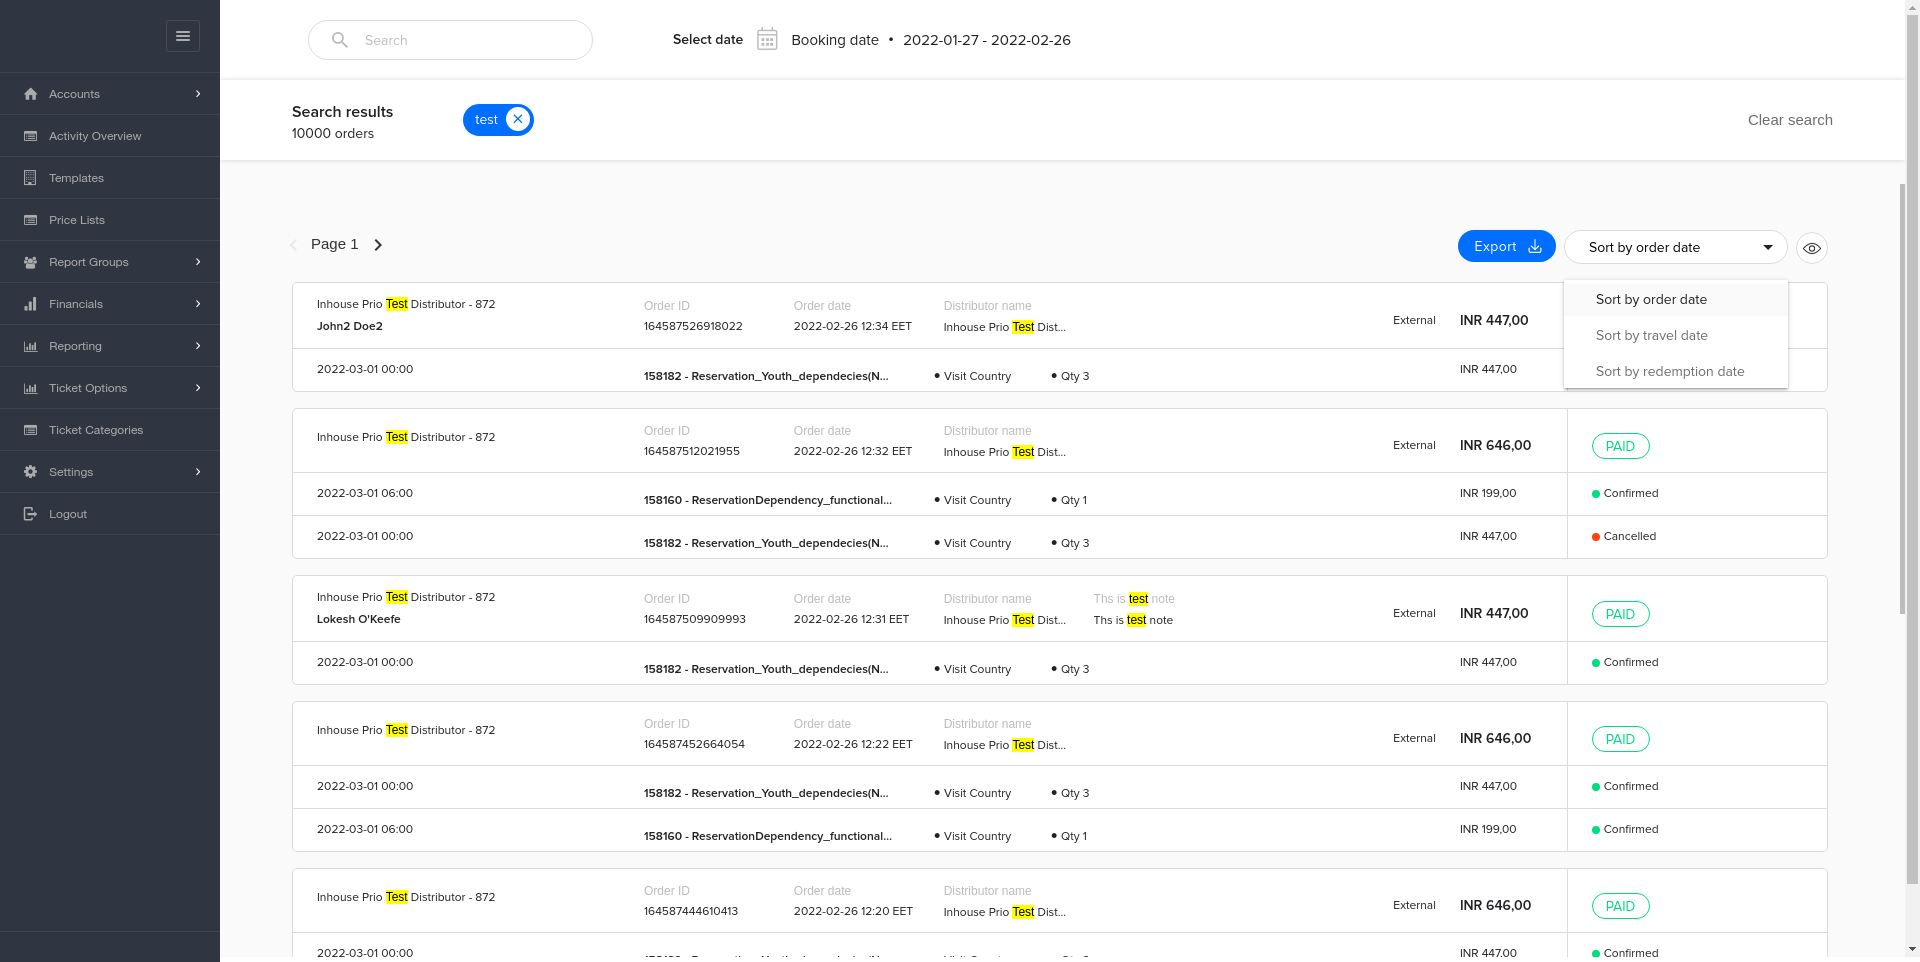 Search
Select date
Booking date • 2022-01-27 - 2022-02-26
Accounts
Activity Overview
Templates
Price Lists
Report Groups
Financials
Reporting
Ticket Options
Ticket Categories
Settings
Logout
Search results
10000 orders
test
Clear search
Page 1
Export
Sort by order date
Sort by order date
Sort by travel date
Sort by redemption date
Inhouse Prio Test Distributor - 872
John2 Doe2
Order ID
164587526918022
Order date
2022-02-26 12:34 EET
Distributor name
Inhouse Prio Test Dist...
External
INR 447,00
2022-03-01 00:00
158182 - Reservation_Youth_dependecies(N...
• Visit Country
• Qty 3
INR 447,00
Inhouse Prio Test Distributor - 872
Order ID
164587512021955
Order date
2022-02-26 12:32 EET
Distributor name
Inhouse Prio Test Dist...
External
INR 646,00
PAID
2022-03-01 06:00
158160 - ReservationDependency_functional...
• Visit Country
• Qty 1
INR 199,00
Confirmed
2022-03-01 00:00
158182 - Reservation_Youth_dependecies(N...
• Visit Country
• Qty 3
INR 447,00
Cancelled
Inhouse Prio Test Distributor - 872
Lokesh O'Keefe
Order ID
164587509909993
Order date
2022-02-26 12:31 EET
Distributor name
Inhouse Prio Test Dist...
Ths is test note
Ths is test note
External
INR 447,00
PAID
2022-03-01 00:00
158182 - Reservation_Youth_dependecies(N...
• Visit Country
• Qty 3
INR 447,00
Confirmed
Inhouse Prio Test Distributor - 872
Order ID
164587452664054
Order date
2022-02-26 12:22 EET
Distributor name
Inhouse Prio Test Dist...
External
INR 646,00
PAID
2022-03-01 00:00
158182 - Reservation_Youth_dependecies(N...
• Visit Country
• Qty 3
INR 447,00
Confirmed
2022-03-01 06:00
158160 - ReservationDependency_functional...
• Visit Country
• Qty 1
INR 199,00
Confirmed
Inhouse Prio Test Distributor - 872
Order ID
164587444610413
Order date
2022-02-26 12:20 EET
Distributor name
Inhouse Prio Test Dist...
External
INR 646,00
PAID
2022-03-01 00:00
INR 447,00
Confirmed